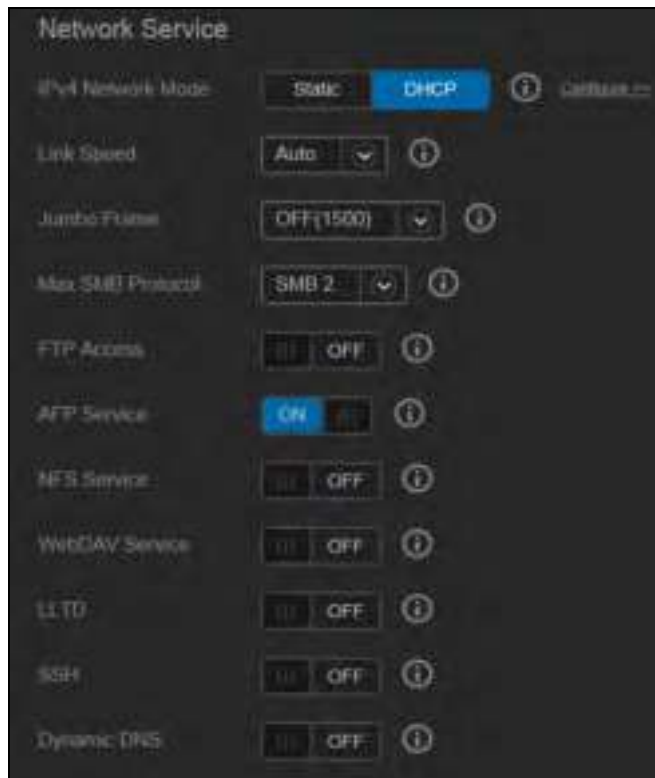 Network Service
IPv4 Network Mode Static DHCP Configure >>
Link Speed Auto
Jumbo Frame OFF(1500)
Max SMB Protocol SMB 2
FTP Access OFF
AFP Service ON
NFS Service OFF
WebDAV Service OFF
LLTD OFF
SSH OFF
Dynamic DNS OFF